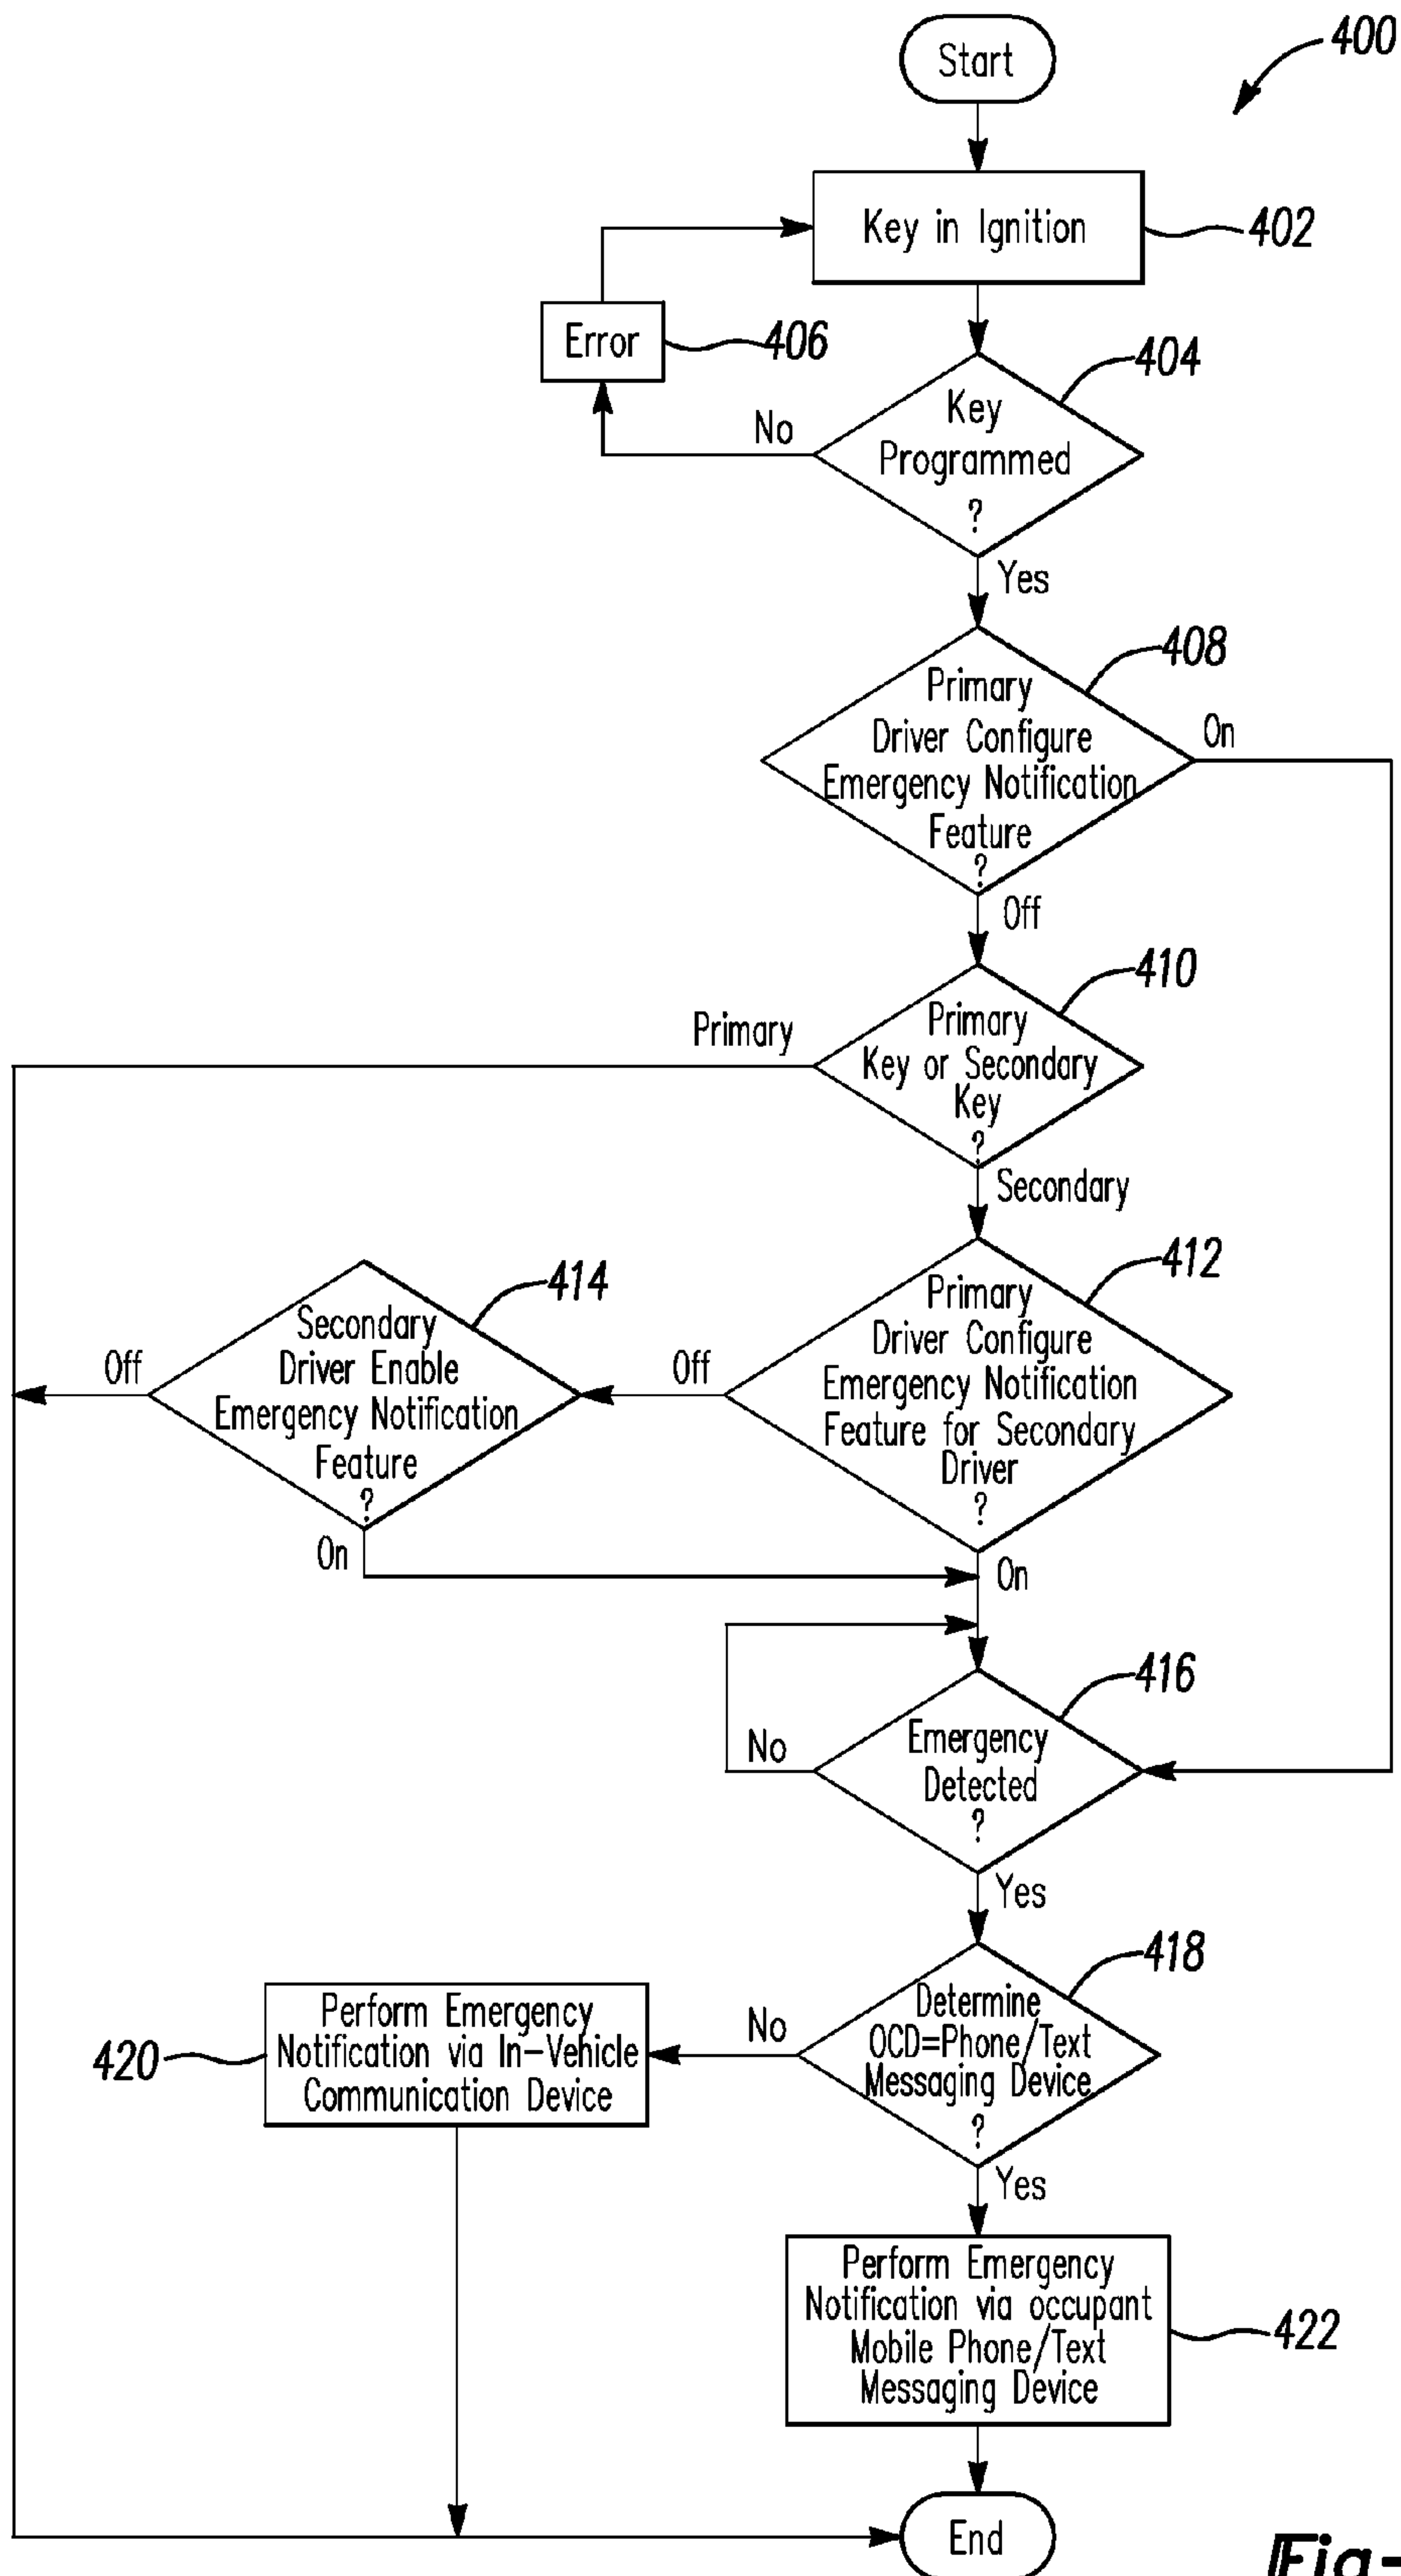 Start
400
Key in Ignition
402
Error
406
404
Key
Programmed
?
No
Yes
408
Primary
Driver Configure
Emergency Notification
Feature
?
On
Off
410
Primary
Primary
Key or Secondary
Key
?
Secondary
412
Primary
Driver Configure
Emergency Notification
Feature for Secondary
Driver
?
414
Secondary
Driver Enable
Emergency Notification
Feature
?
Off
Off
On
On
416
Emergency
Detected
?
No
Yes
418
Determine
OCD=Phone/Text
Messaging Device
?
No
420
Perform Emergency
Notification via In-Vehicle
Communication Device
Yes
Perform Emergency
Notification via occupant
Mobile Phone/Text
Messaging Device
422
End
Fig-